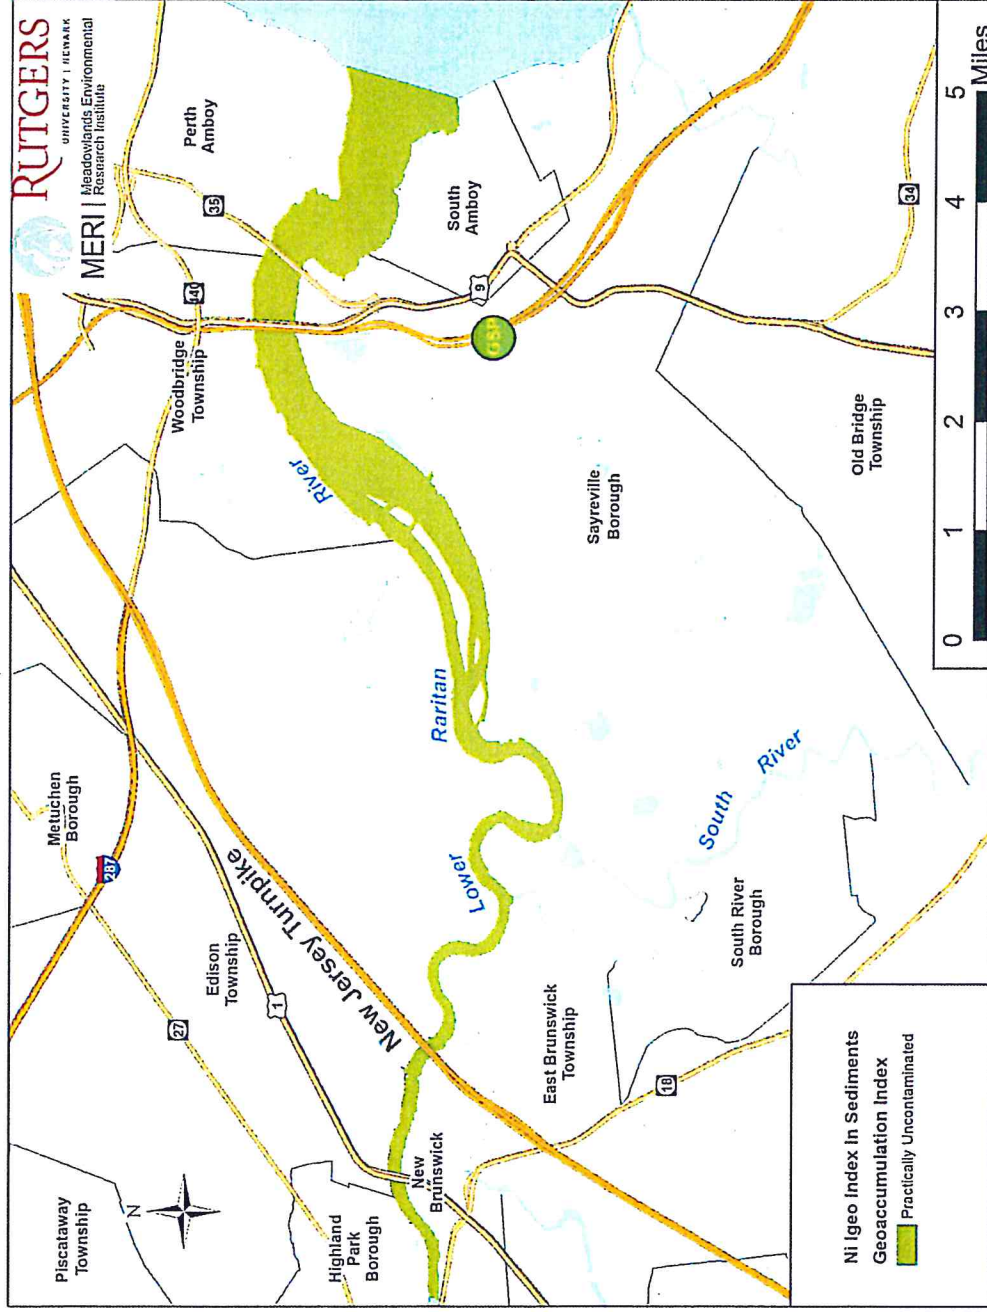 RUTGERS
UNIVERSITY | NEWARK
MERI
Meadowlands Environmental
Research Institute
Piscataway
Township
N
Highland
Park
Borough
New
Brunswick
27
Edison
Township
1
287
Metuchen
Borough
New Jersey Turnpike
Woodbridge
Township
440
35
Perth
Amboy
South
Amboy
9
GSP
Lower
Raritan
River
Sayreville
Borough
South
River
South River
Borough
East Brunswick
Township
18
Old Bridge
Township
34
Ni Igeo Index In Sediments
Geoaccumulation Index
Practically Uncontaminated
0 1 2 3 4 5
Miles